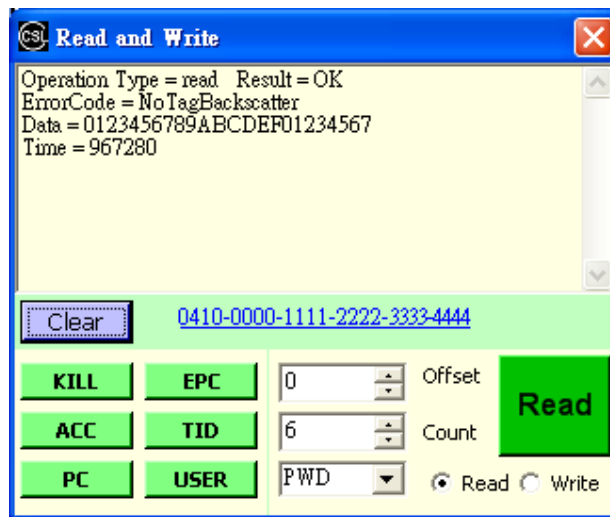 CSL Read and Write
Operation Type = read Result = OK
ErrorCode = NoTagBackscatter
Data = 0123456789ABCDEF01234567
Time = 967280
Clear 0410-0000-1111-2222-3333-4444
KILL EPC 0 Offset
Read
ACC TID 6 Count
PC USER PWD Read Write